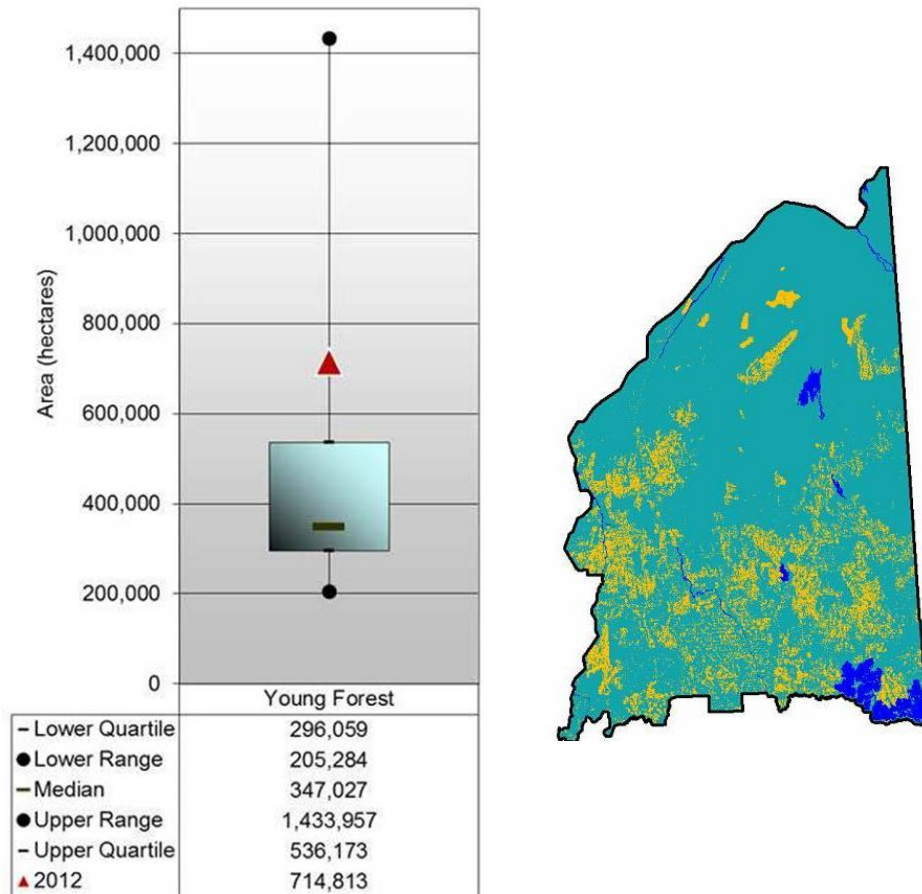 1,400,000
1,200,000
1,000,000
800,000
600,000
400,000
200,000
0
Area (hectares)
Young Forest
Lower Quartile 296,059
Lower Range 205,284
Median 347,027
Upper Range 1,433,957
Upper Quartile 536,173
2012 714,813